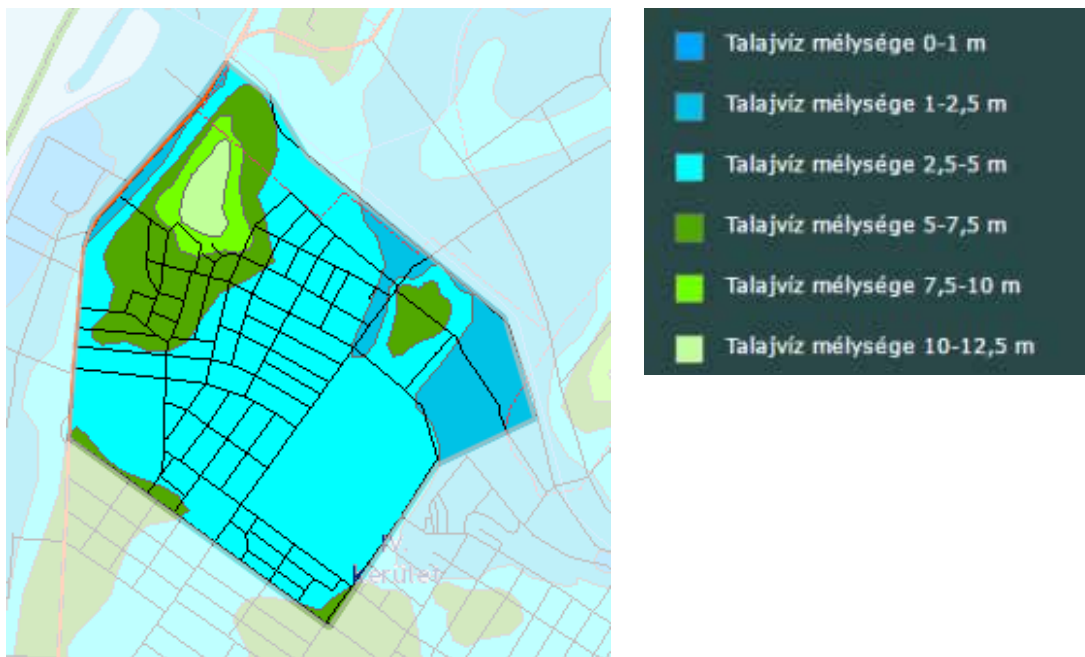 IV.
kerület
Talajvíz mélysége 0-1 m
Talajvíz mélysége 1-2,5 m
Talajvíz mélysége 2,5-5 m
Talajvíz mélysége 5-7,5 m
Talajvíz mélysége 7,5-10 m
Talajvíz mélysége 10-12,5 m